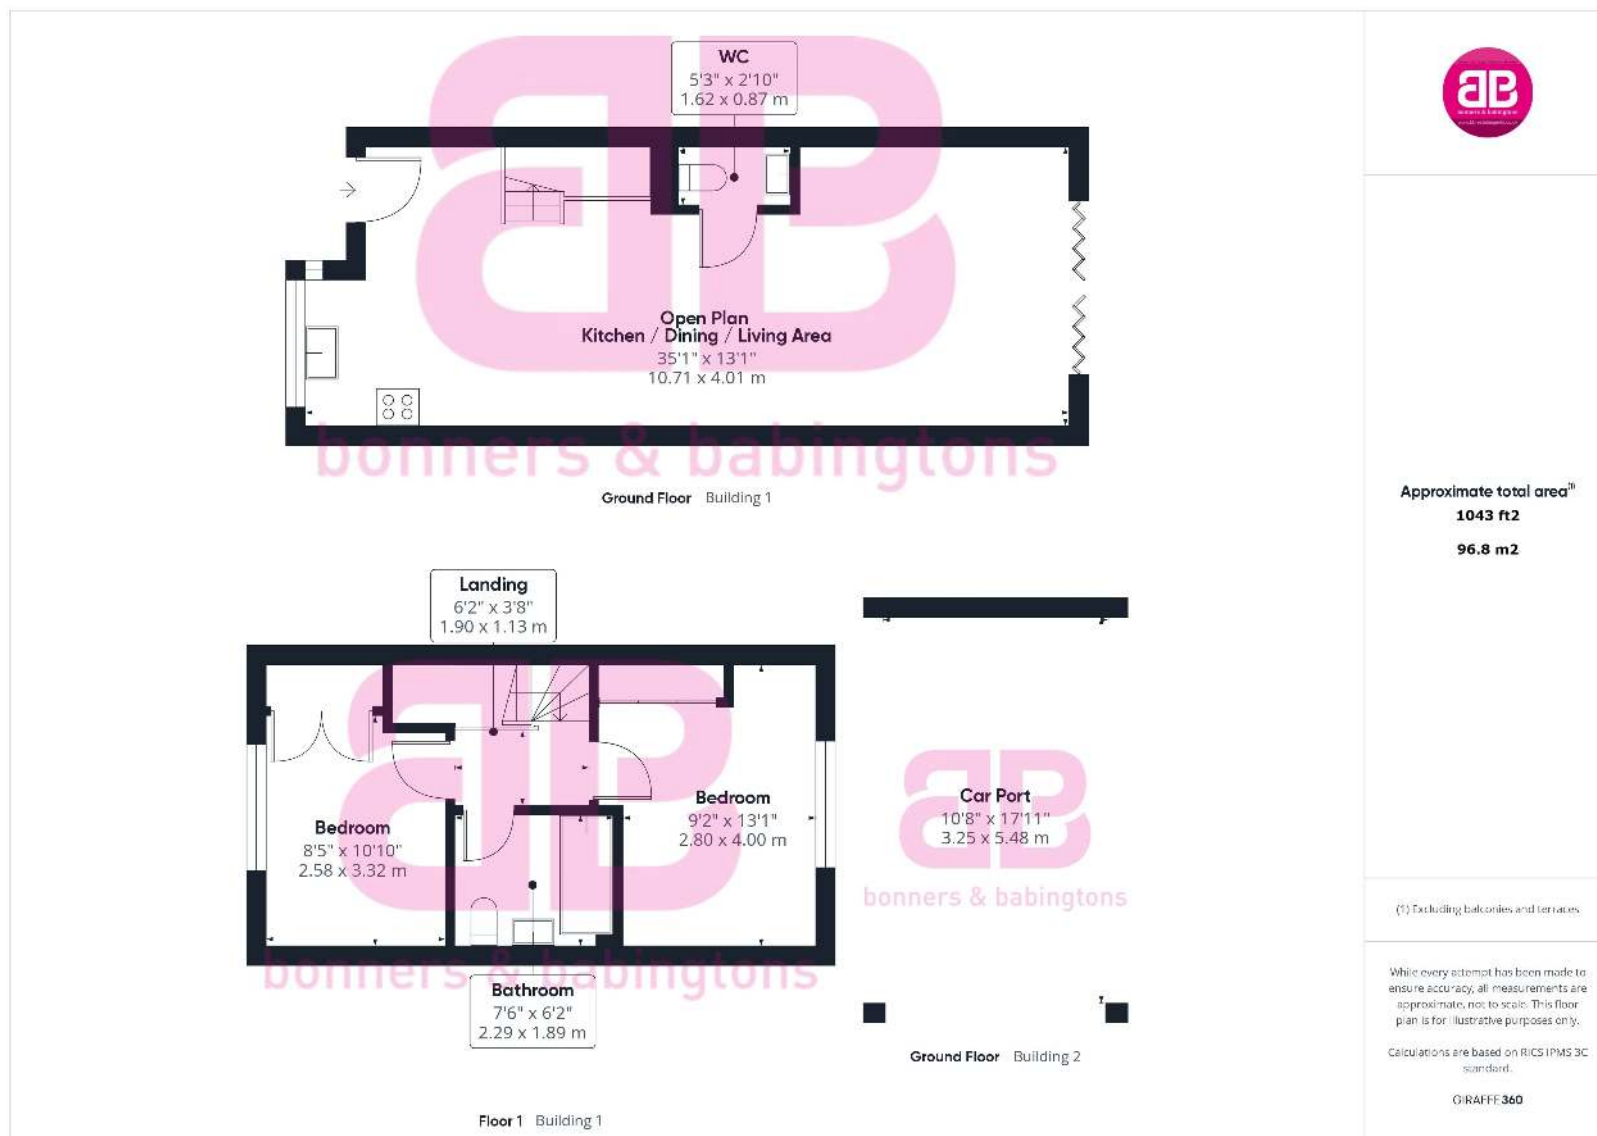 WC
5'3" x 2'10"
1.62 x 0.87 m
Open Plan
Kitchen / Dining / Living Area
35'1" x 13'1"
10.71 x 4.01 m
bonners & babingtons
Ground Floor Building 1
Landing
6'2" x 3'8"
1.90 x 1.13 m
Bedroom
8'5" x 10'10"
2.58 x 3.32 m
Bedroom
9'2" x 13'1"
2.80 x 4.00 m
Bathroom
7'6" x 6'2"
2.29 x 1.89 m
bonners & babingtons
Floor 1 Building 1
Car Port
10'8" x 17'11"
3.25 x 5.48 m
bonners & babingtons
Ground Floor Building 2
bonners & babingtons
Approximate total area(1)
1043 ft2
96.8 m2
(1) Excluding balconies and terraces
While every attempt has been made to
ensure accuracy, all measurements are
approximate, not to scale. This floor
plan is for illustrative purposes only.
Calculations are based on RICS IPMS 3C
standard.
GIRAFFE360